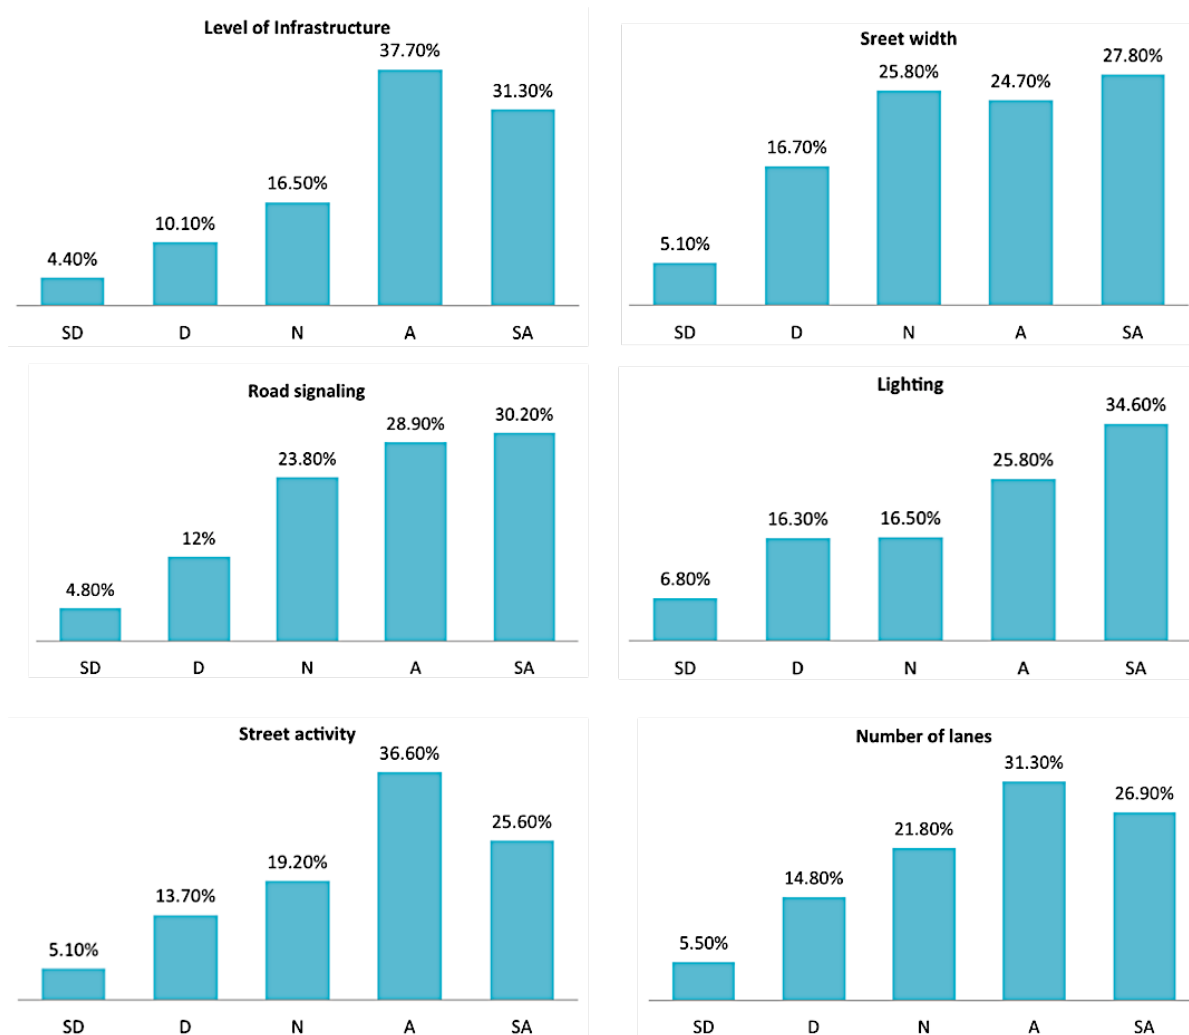 Level of Infrastructure
37.70%
31.30%
16.50%
10.10%
4.40%
SD D N A SA
Sreet width
27.80%
25.80%
24.70%
16.70%
5.10%
SD D N A SA
Road signaling
30.20%
28.90%
23.80%
12%
4.80%
SD D N A SA
Lighting
34.60%
25.80%
16.30% 16.50%
6.80%
SD D N A SA
Street activity
36.60%
25.60%
19.20%
13.70%
5.10%
SD D N A SA
Number of lanes
31.30%
26.90%
21.80%
14.80%
5.50%
SD D N A SA